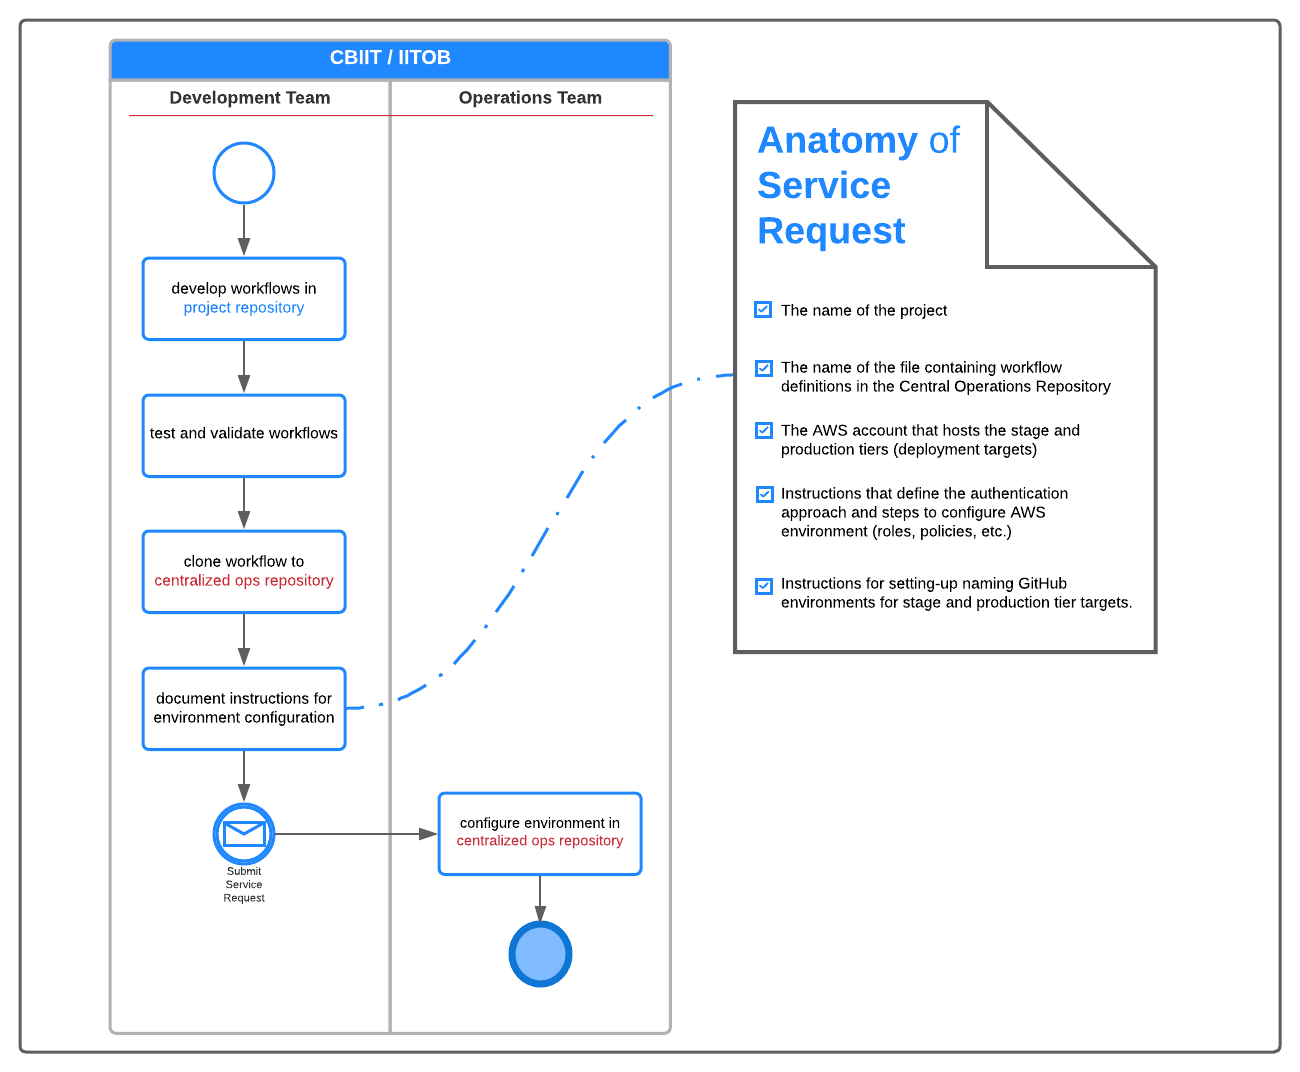 CBIIT / IITOB
Development Team
Operations Team
develop workflows in
project repository
test and validate workflows
clone workflow to
centralized ops repository
document instructions for
environment configuration
Submit
Service
Request
configure environment in
centralized ops repository
Anatomy of
Service
Request
The name of the project
The name of the file containing workflow
definitions in the Central Operations Repository
The AWS account that hosts the stage and
production tiers (deployment targets)
Instructions that define the authentication
approach and steps to configure AWS
environment (roles, policies, etc.)
Instructions for setting-up naming GitHub
environments for stage and production tier targets.